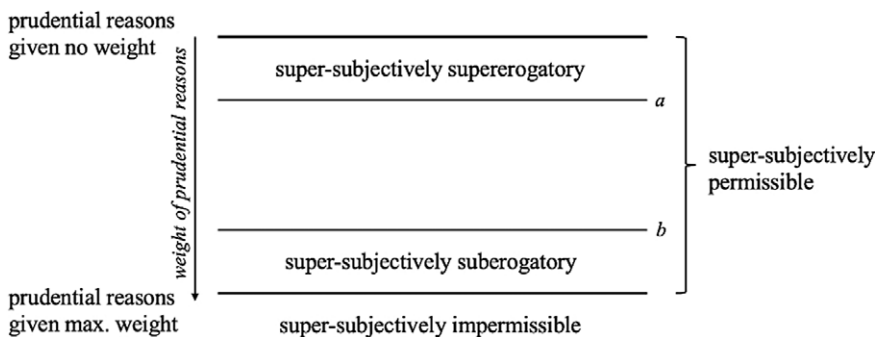 prudential reasons
given no weight
weight of prudential reasons
super-subjectively supererogatory
a
super-subjectively
permissible
b
super-subjectively suberogatory
prudential reasons
given max. weight
super-subjectively impermissible